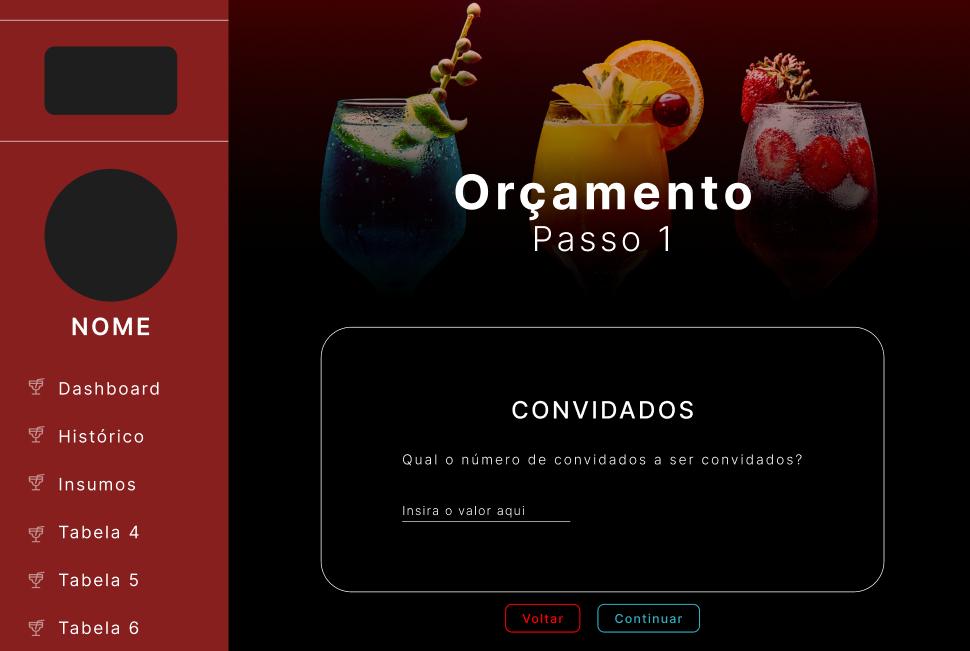 NOME
Dashboard
Histórico
Insumos
Tabela 4
Tabela 5
Tabela 6
Orçamento
Passo 1
CONVIDADOS
Qual o número de convidados a ser convidados?
Insira o valor aqui
Voltar
Continuar